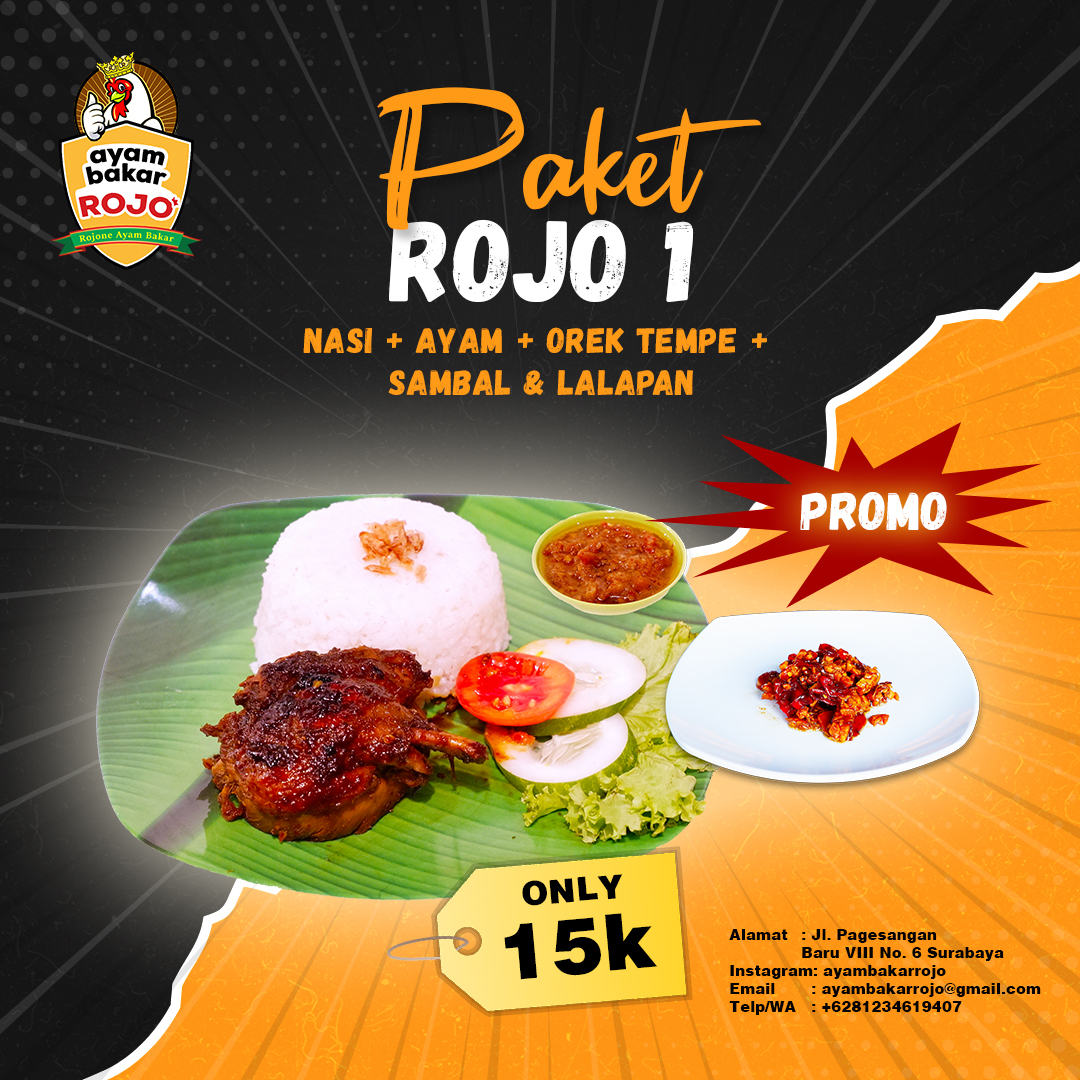 ayam
bakar
ROJO
Rojone Ayam Bakar
Paket
ROJO 1
NASI + AYAM + OREK TEMPE +
SAMBAL & LALAPAN
PROMO
ONLY
15k
Alamat : Jl. Pagesangan
Baru VIII No. 6 Surabaya
Instagram: ayambakarrojo
Email : ayambakarrojo@gmail.com
Telp/WA : +6281234619407